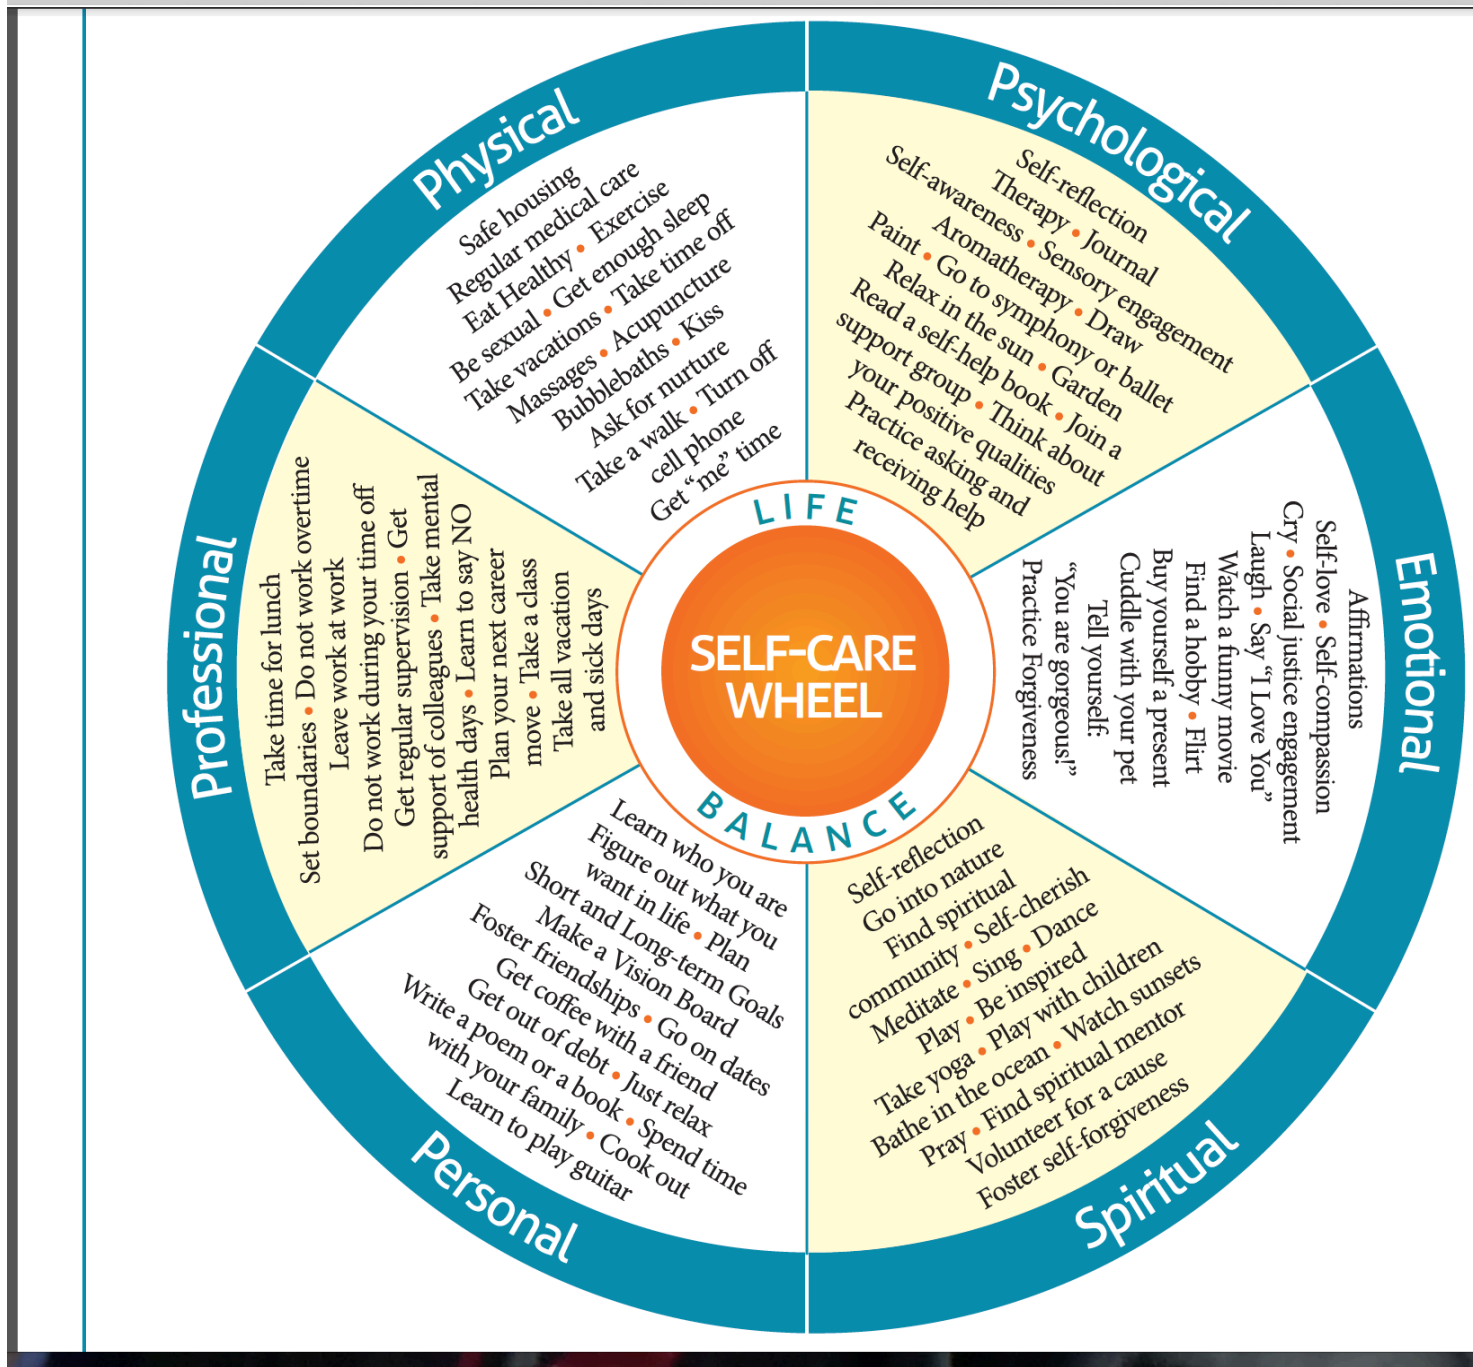 Physical
Safe housing
Regular medical care
Eat Healthy • Exercise
Be sexual • Get enough sleep
Take vacations • Take time off
Massages • Acupuncture
Bubblebaths • Kiss
Ask for nurture
Take a walk • Turn off
cell phone
Get “me” time
Psychological
Self-reflection
Therapy • Journal
Self-awareness • Sensory engagement
Aromatherapy • Draw
Paint • Go to symphony or ballet
Relax in the sun • Garden
Read a self-help book • Join a
support group • Think about
your positive qualities
Practice asking and
receiving help
Emotional
Affirmations
Self-love • Self-compassion
Cry • Social justice engagement
Laugh • Say “I Love You”
Watch a funny movie
Find a hobby • Flirt
Buy yourself a present
Cuddle with your pet
Tell yourself:
“You are gorgeous!”
Practice Forgiveness
Spiritual
Self-reflection
Go into nature
Find spiritual
community • Self-cherish
Meditate • Sing • Dance
Play • Be inspired
Take yoga • Play with children
Bathe in the ocean • Watch sunsets
Pray • Find spiritual mentor
Volunteer for a cause
Foster self-forgiveness
Personal
Learn who you are
Figure out what you
want in life • Plan
Short and Long-term Goals
Make a Vision Board
Foster friendships • Go on dates
Get coffee with a friend
Get out of debt • Just relax
Write a poem or a book • Spend time
with your family • Cook out
Learn to play guitar
Professional
Take time for lunch
Set boundaries • Do not work overtime
Leave work at work
Do not work during your time off
Get regular supervision • Get
support of colleagues • Take mental
health days • Learn to say NO
Plan your next career
move • Take a class
Take all vacation
and sick days
LIFE
SELF-CARE
WHEEL
BALANCE